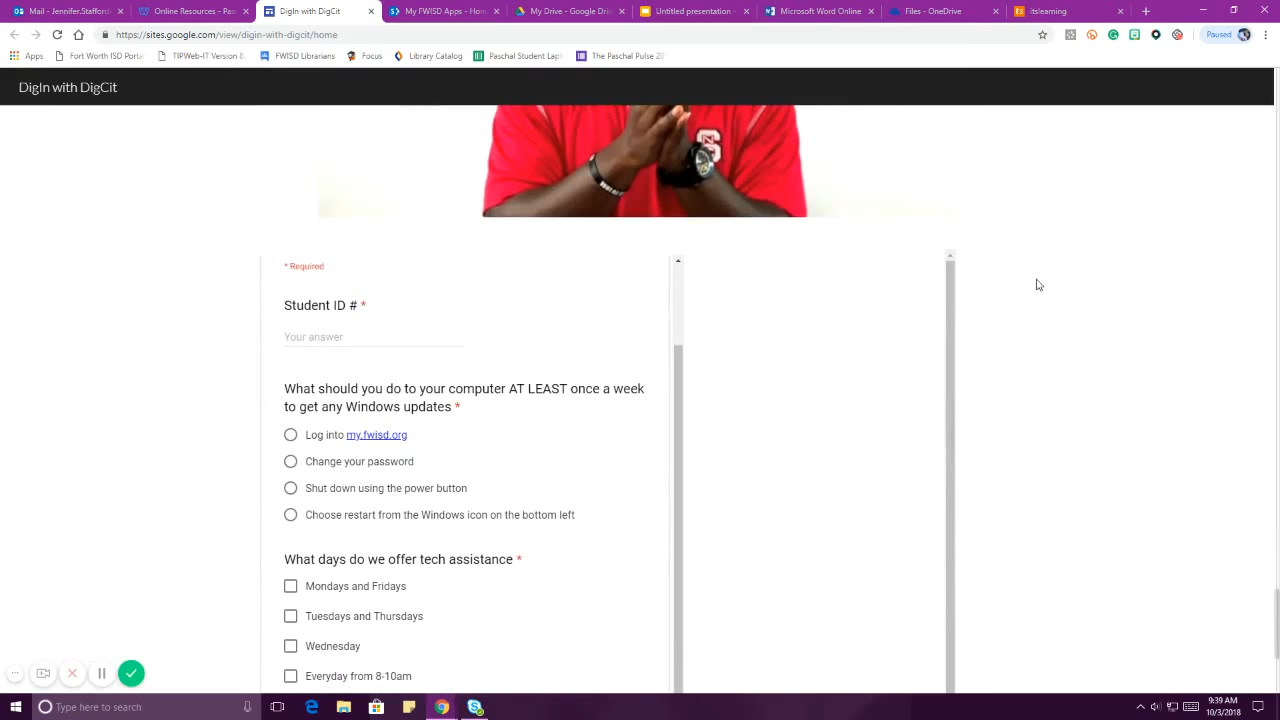 Mail – Jennifer.Stafford
Online Resources - Pas
DigIn with DigCit
My FWISD Apps - Hom
My Drive - Google Driv
Untitled presentation -
Microsoft Word Online
Files - OneDrive
itslearning
https://sites.google.com/view/digin-with-digcit/home
Paused
Apps
Fort Worth ISD Porta
TIPWeb-IT Version 8.
FWISD Librarians
Focus
Library Catalog
Paschal Student Lapt
The Paschal Pulse 20
DigIn with DigCit
S
* Required
Student ID # *
Your answer
What should you do to your computer AT LEAST once a week
to get any Windows updates *
Log into my.fwisd.org
Change your password
Shut down using the power button
Choose restart from the Windows icon on the bottom left
What days do we offer tech assistance *
Mondays and Fridays
Tuesdays and Thursdays
Wednesday
Everyday from 8-10am
Type here to search
9:39 AM
10/3/2018